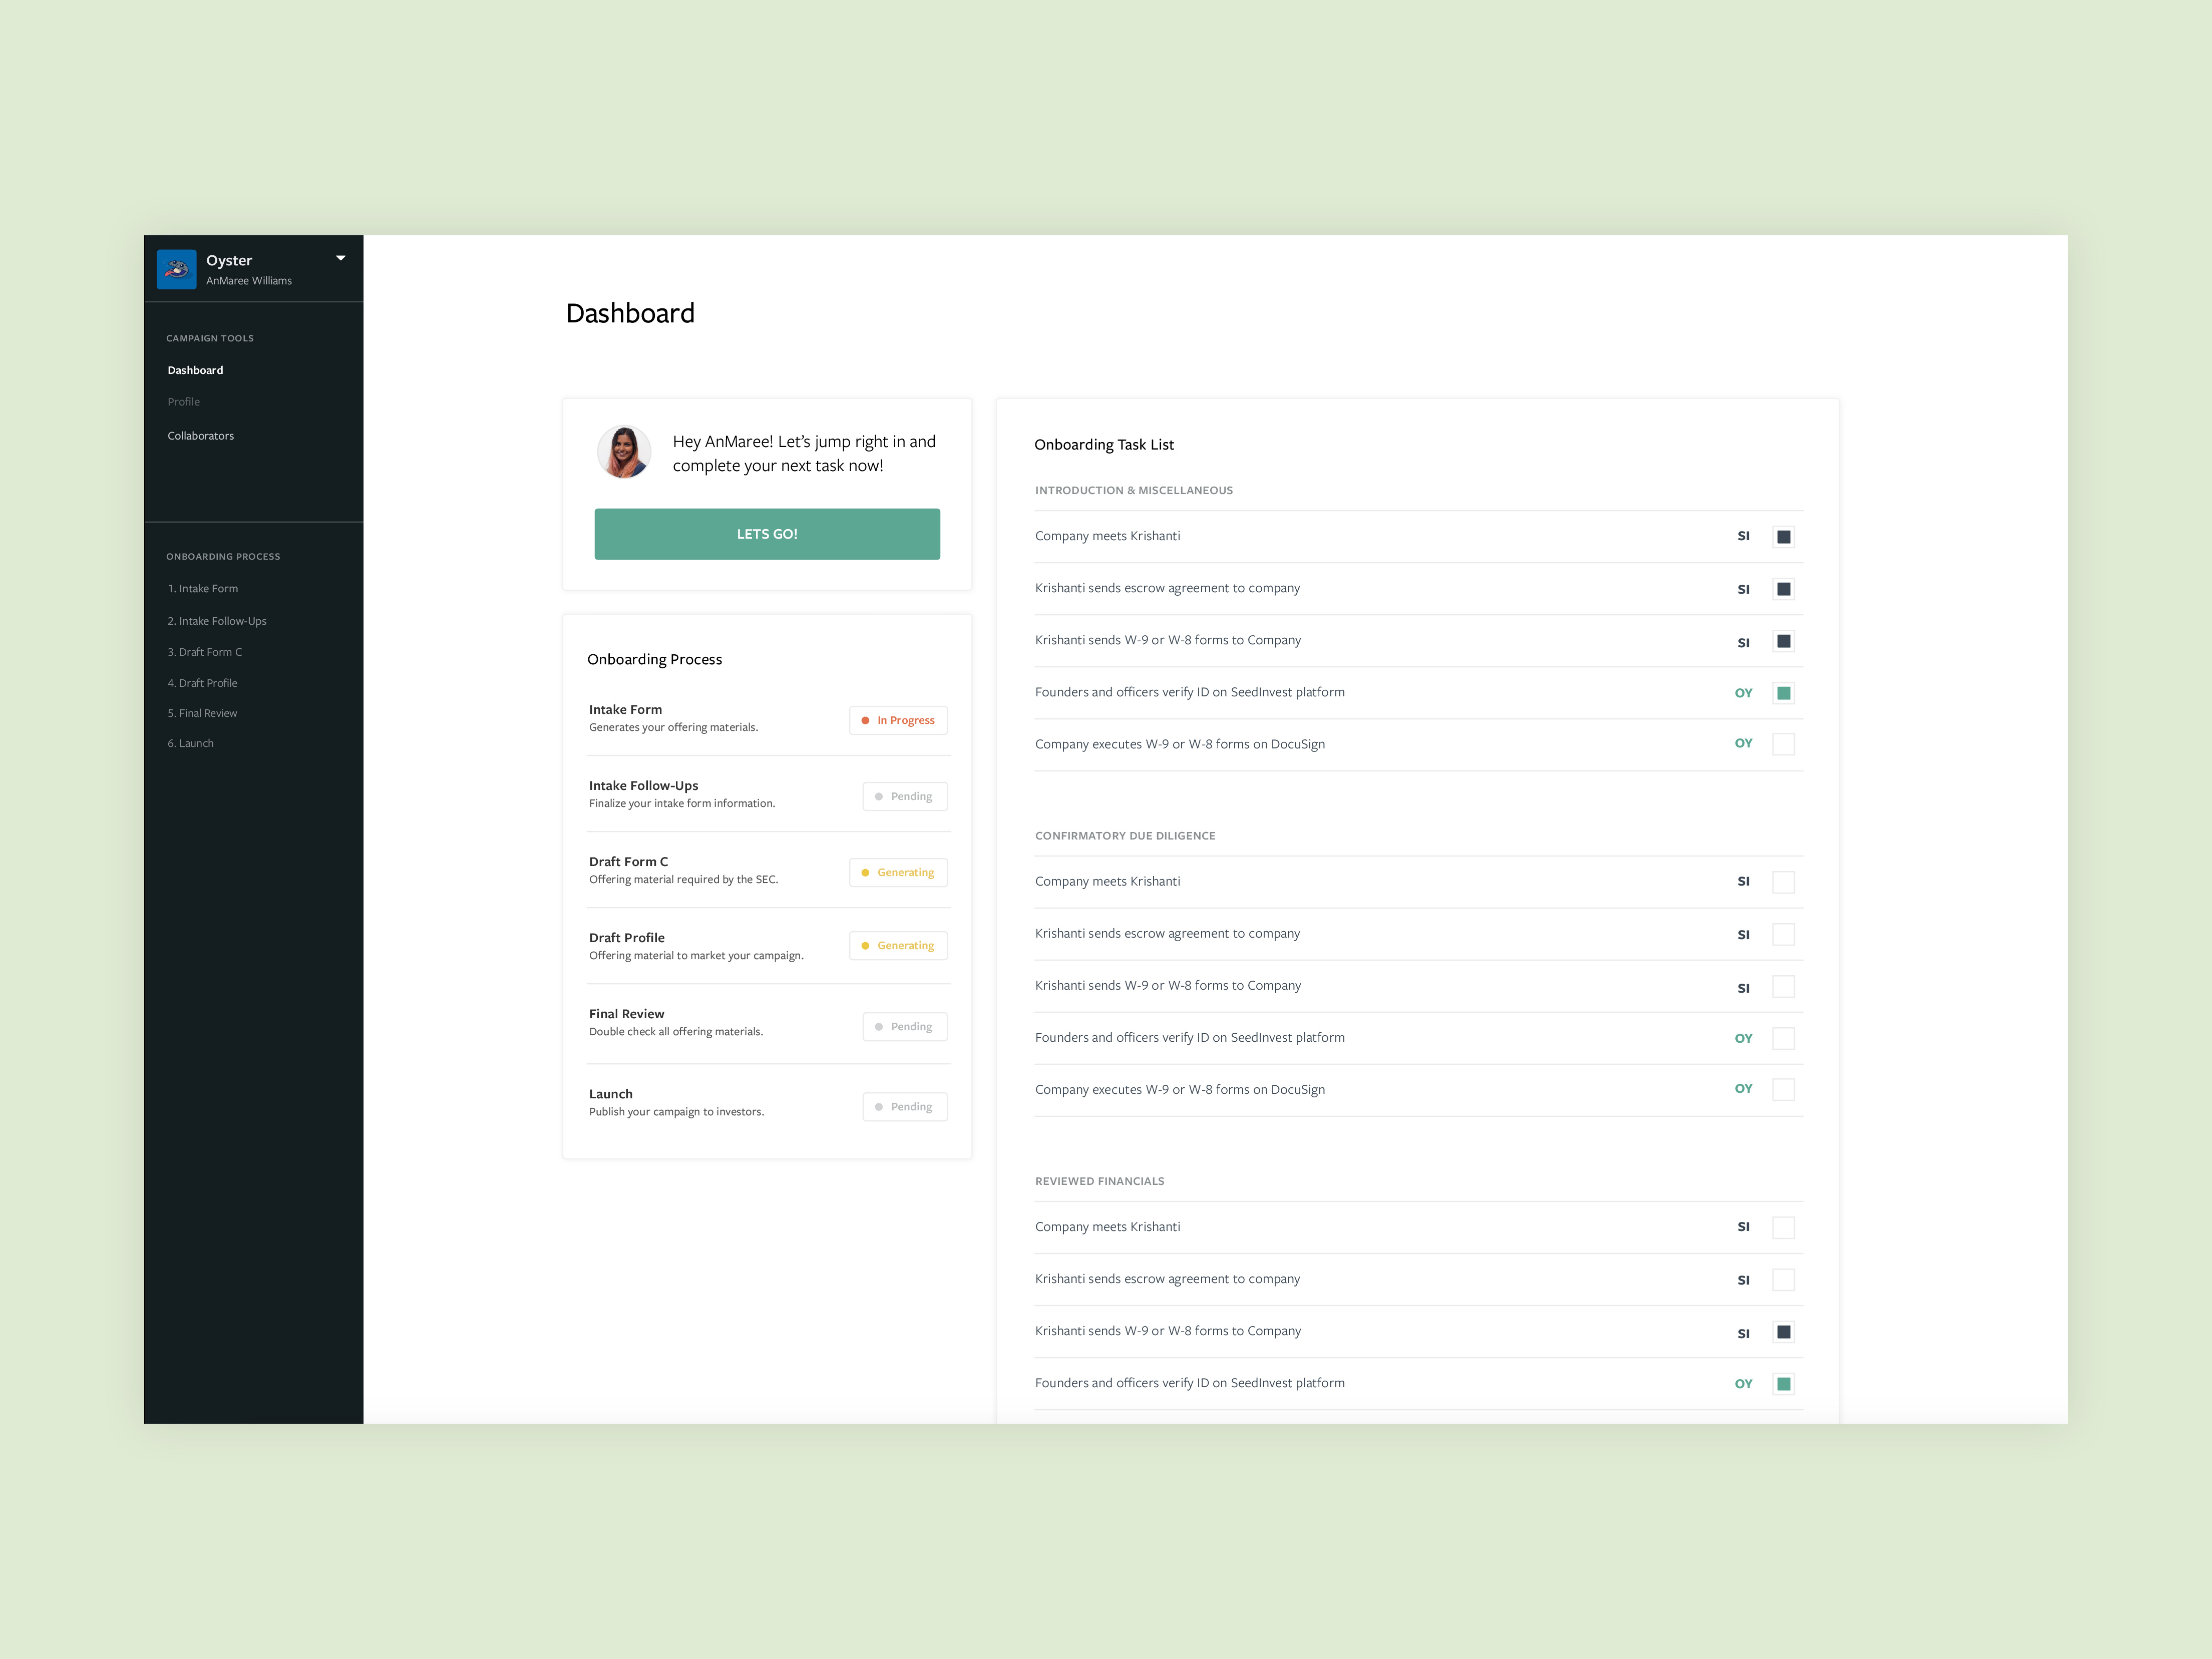 Oyster
AnMaree Williams
CAMPAIGN TOOLS
Dashboard
Profile
Collaborators
ONBOARDING PROCESS
1. Intake Form
2. Intake Follow-Ups
3. Draft Form C
4. Draft Profile
5. Final Review
6. Launch
Dashboard
Hey AnMaree! Let’s jump right in and
complete your next task now!
LETS GO!
Onboarding Process
Intake Form
Generates your offering materials.
In Progress
Intake Follow-Ups
Finalize your intake form information.
Pending
Draft Form C
Offering material required by the SEC.
Generating
Draft Profile
Offering material to market your campaign.
Generating
Final Review
Double check all offering materials.
Pending
Launch
Publish your campaign to investors.
Pending
Onboarding Task List
INTRODUCTION & MISCELLANEOUS
Company meets Krishanti SI
Krishanti sends escrow agreement to company SI
Krishanti sends W-9 or W-8 forms to Company SI
Founders and officers verify ID on SeedInvest platform OY
Company executes W-9 or W-8 forms on DocuSign OY
CONFIRMATORY DUE DILIGENCE
Company meets Krishanti SI
Krishanti sends escrow agreement to company SI
Krishanti sends W-9 or W-8 forms to Company SI
Founders and officers verify ID on SeedInvest platform OY
Company executes W-9 or W-8 forms on DocuSign OY
REVIEWED FINANCIALS
Company meets Krishanti SI
Krishanti sends escrow agreement to company SI
Krishanti sends W-9 or W-8 forms to Company SI
Founders and officers verify ID on SeedInvest platform OY